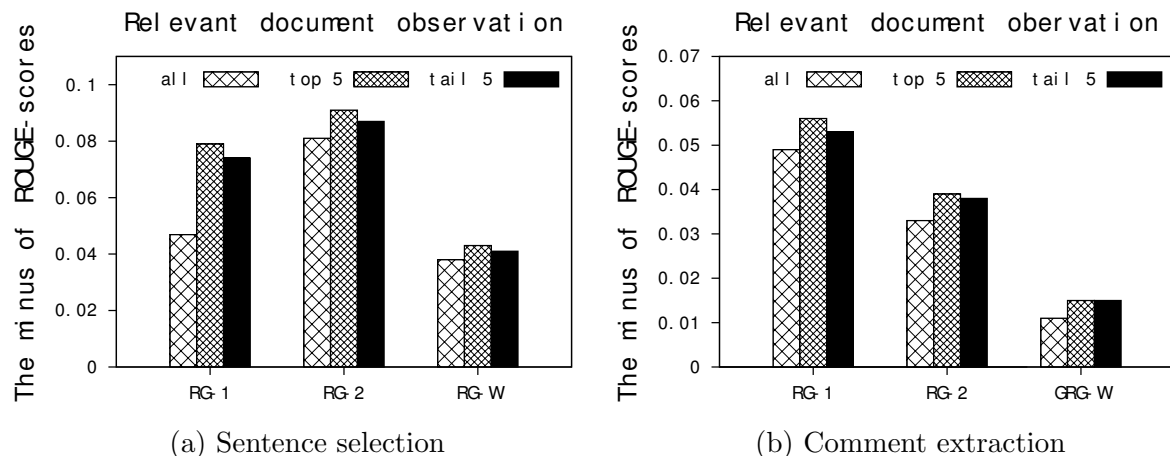 Relevant document observation
The minus of ROUGE-scores
all top 5 tail 5
0.1
0.08
0.06
0.04
0.02
0
RG-1 RG-2 RG-W
(a) Sentence selection
Relevant document obervation
The minus of ROUGE-scores
all top 5 tail 5
0.07
0.06
0.05
0.04
0.03
0.02
0.01
0
RG-1 RG-2 GRG-W
(b) Comment extraction